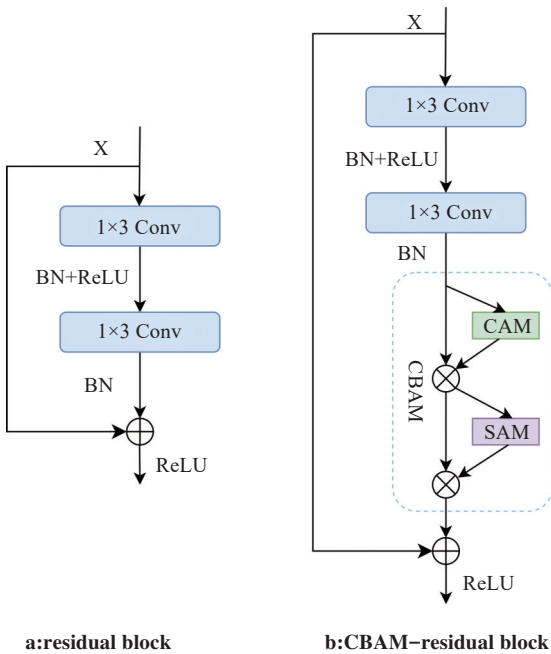 X
1×3 Conv
BN+ReLU
1×3 Conv
BN
ReLU
a:residual block
X
1×3 Conv
BN+ReLU
1×3 Conv
BN
CAM
CBAM
SAM
ReLU
b:CBAM−residual block